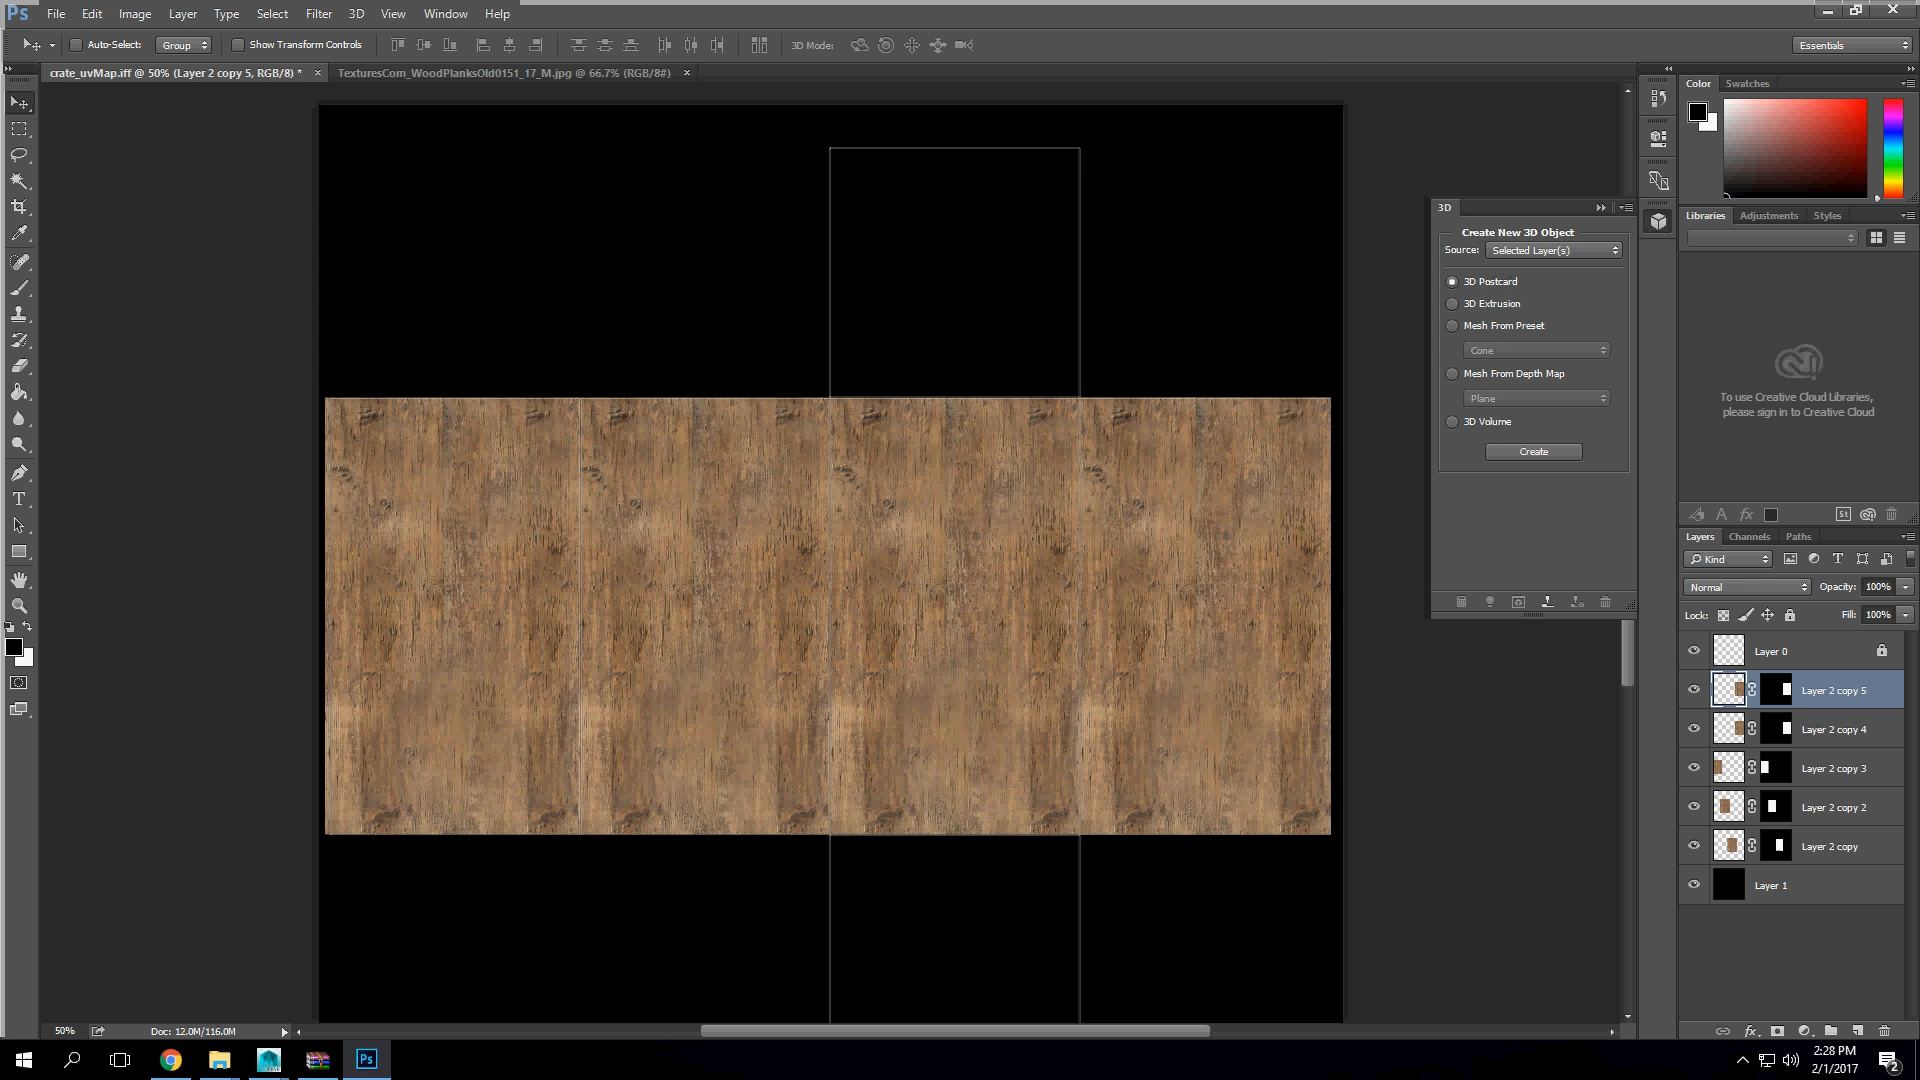 Ps File Edit Image Layer Type Select Filter 3D View Window Help
Auto-Select: Group Show Transform Controls 3D Mode: Essentials
crate_uvMap.iff @ 50% (Layer 2 copy 5, RGB/8) * × TexturesCom_WoodPlanksOld0151_17_M.jpg @ 66.7% (RGB/8#) ×
Color Swatches
3D
Create New 3D Object
Source: Selected Layer(s)
3D Postcard
3D Extrusion
Mesh From Preset
Cone
Mesh From Depth Map
Plane
3D Volume
Create
Libraries Adjustments Styles
To use Creative Cloud Libraries,
please sign in to Creative Cloud
A fx St
Layers Channels Paths
Kind T
Normal Opacity: 100%
Lock: Fill: 100%
Layer 0
Layer 2 copy 5
Layer 2 copy 4
Layer 2 copy 3
Layer 2 copy 2
Layer 2 copy
Layer 1
fx
T
50% Doc: 12.0M/116.0M
Ps
2:28 PM
2/1/2017
2